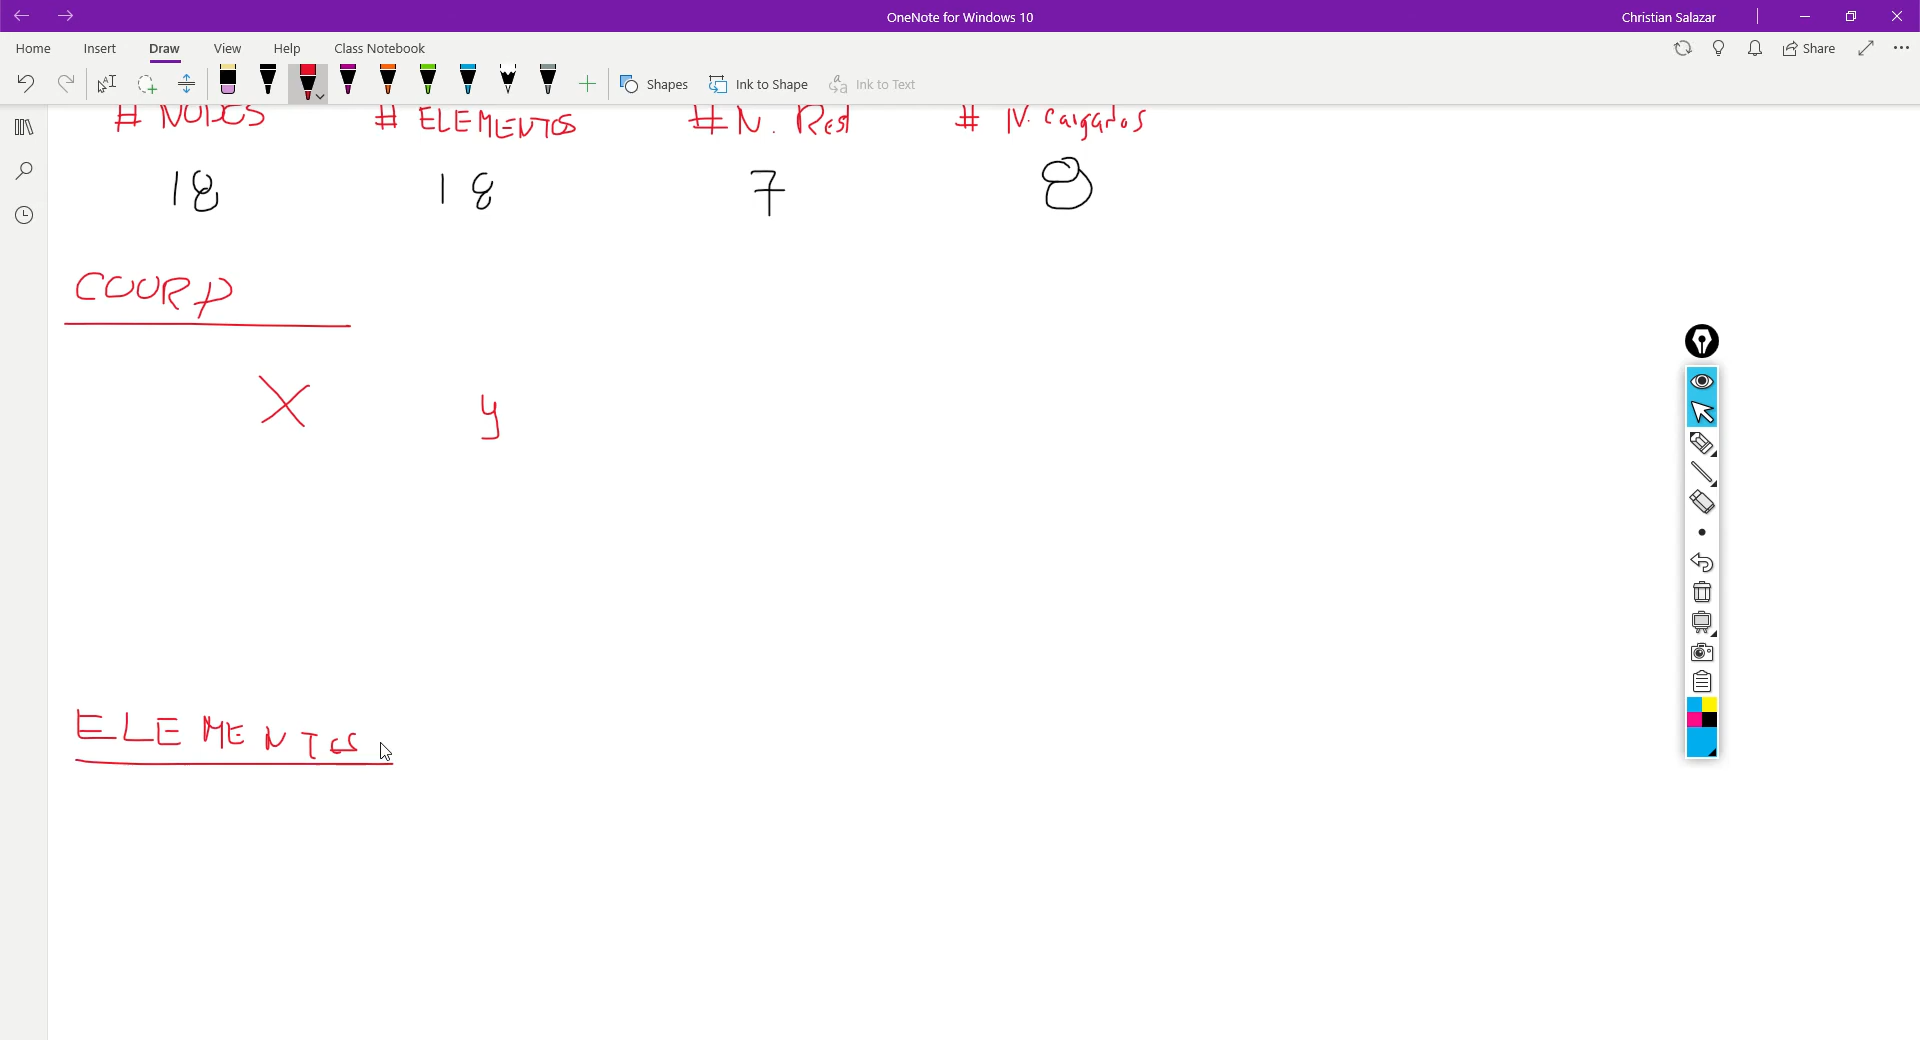 OneNote for Windows 10
Christian Salazar
Home Insert Draw View Help Class Notebook
Share
Shapes Ink to Shape Ink to Text
# NODOS # ELEMENTOS # N. Rest # N. Cargados
18 18 7 8
COORD
X y
ELEMENTOS